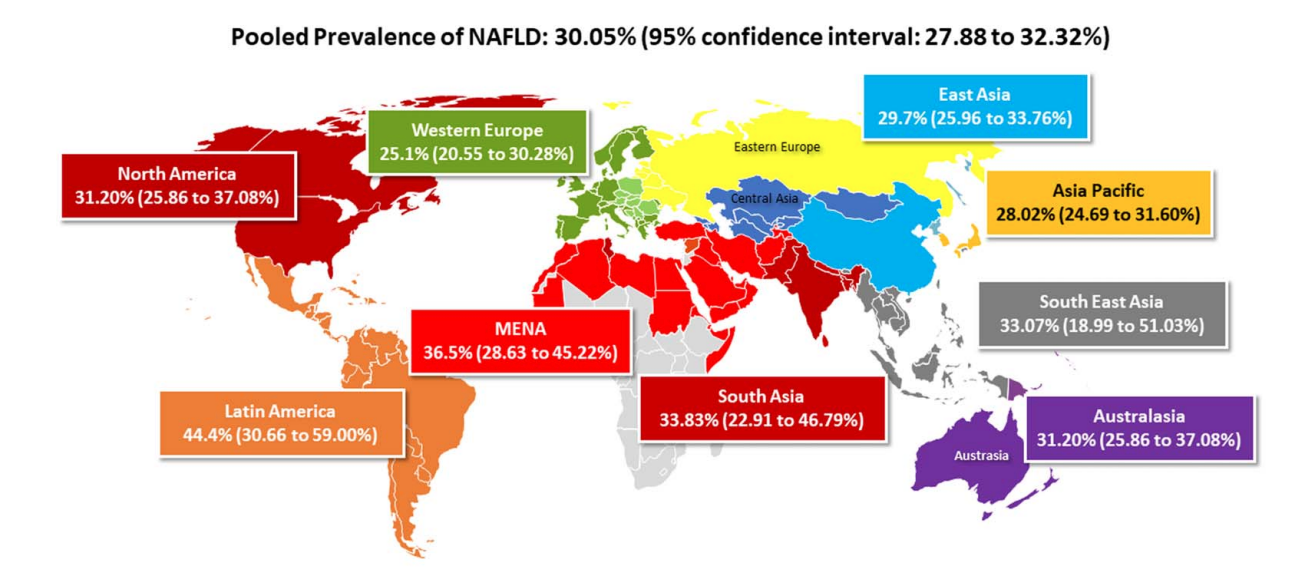 Pooled Prevalence of NAFLD: 30.05% (95% confidence interval: 27.88 to 32.32%)
East Asia
29.7% (25.96 to 33.76%)
Western Europe
25.1% (20.55 to 30.28%)
Eastern Europe
North America
31.20% (25.86 to 37.08%)
Central Asia
Asia Pacific
28.02% (24.69 to 31.60%)
South East Asia
33.07% (18.99 to 51.03%)
MENA
36.5% (28.63 to 45.22%)
South Asia
33.83% (22.91 to 46.79%)
Latin America
44.4% (30.66 to 59.00%)
Australasia
31.20% (25.86 to 37.08%)
Austrasia